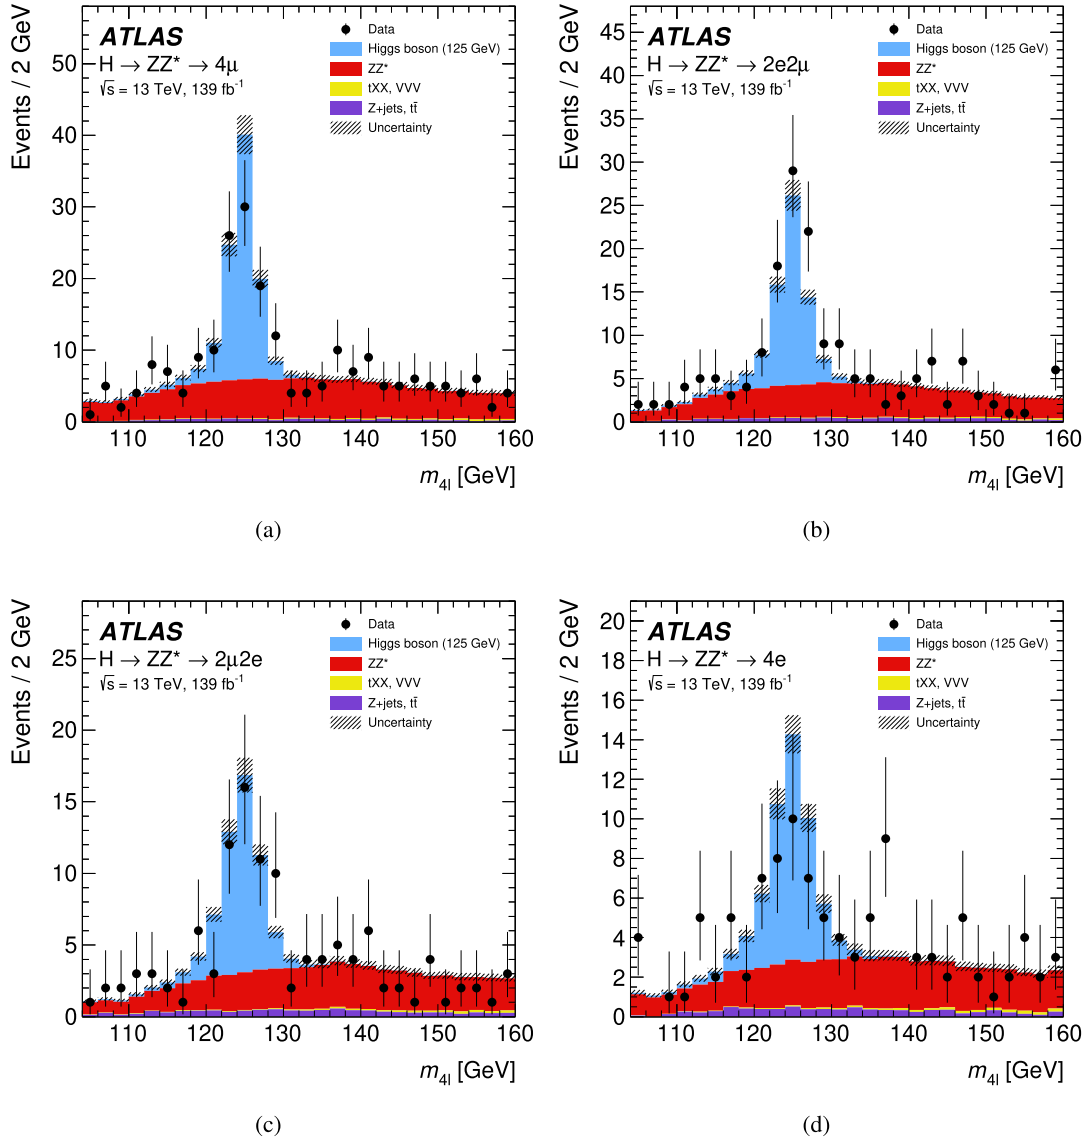 Events / 2 GeV
50
40
30
20
10
0
ATLAS
H → ZZ* → 4μ
√s = 13 TeV, 139 fb⁻¹
Data
Higgs boson (125 GeV)
ZZ*
tXX, VVV
Z+jets, tt̄
Uncertainty
110 120 130 140 150 160
m4l [GeV]
(a)
Events / 2 GeV
45
40
35
30
25
20
15
10
5
0
ATLAS
H → ZZ* → 2e2μ
√s = 13 TeV, 139 fb⁻¹
Data
Higgs boson (125 GeV)
ZZ*
tXX, VVV
Z+jets, tt̄
Uncertainty
110 120 130 140 150 160
m4l [GeV]
(b)
Events / 2 GeV
25
20
15
10
5
0
ATLAS
H → ZZ* → 2μ2e
√s = 13 TeV, 139 fb⁻¹
Data
Higgs boson (125 GeV)
ZZ*
tXX, VVV
Z+jets, tt̄
Uncertainty
110 120 130 140 150 160
m4l [GeV]
(c)
Events / 2 GeV
20
18
16
14
12
10
8
6
4
2
0
ATLAS
H → ZZ* → 4e
√s = 13 TeV, 139 fb⁻¹
Data
Higgs boson (125 GeV)
ZZ*
tXX, VVV
Z+jets, tt̄
Uncertainty
110 120 130 140 150 160
m4l [GeV]
(d)